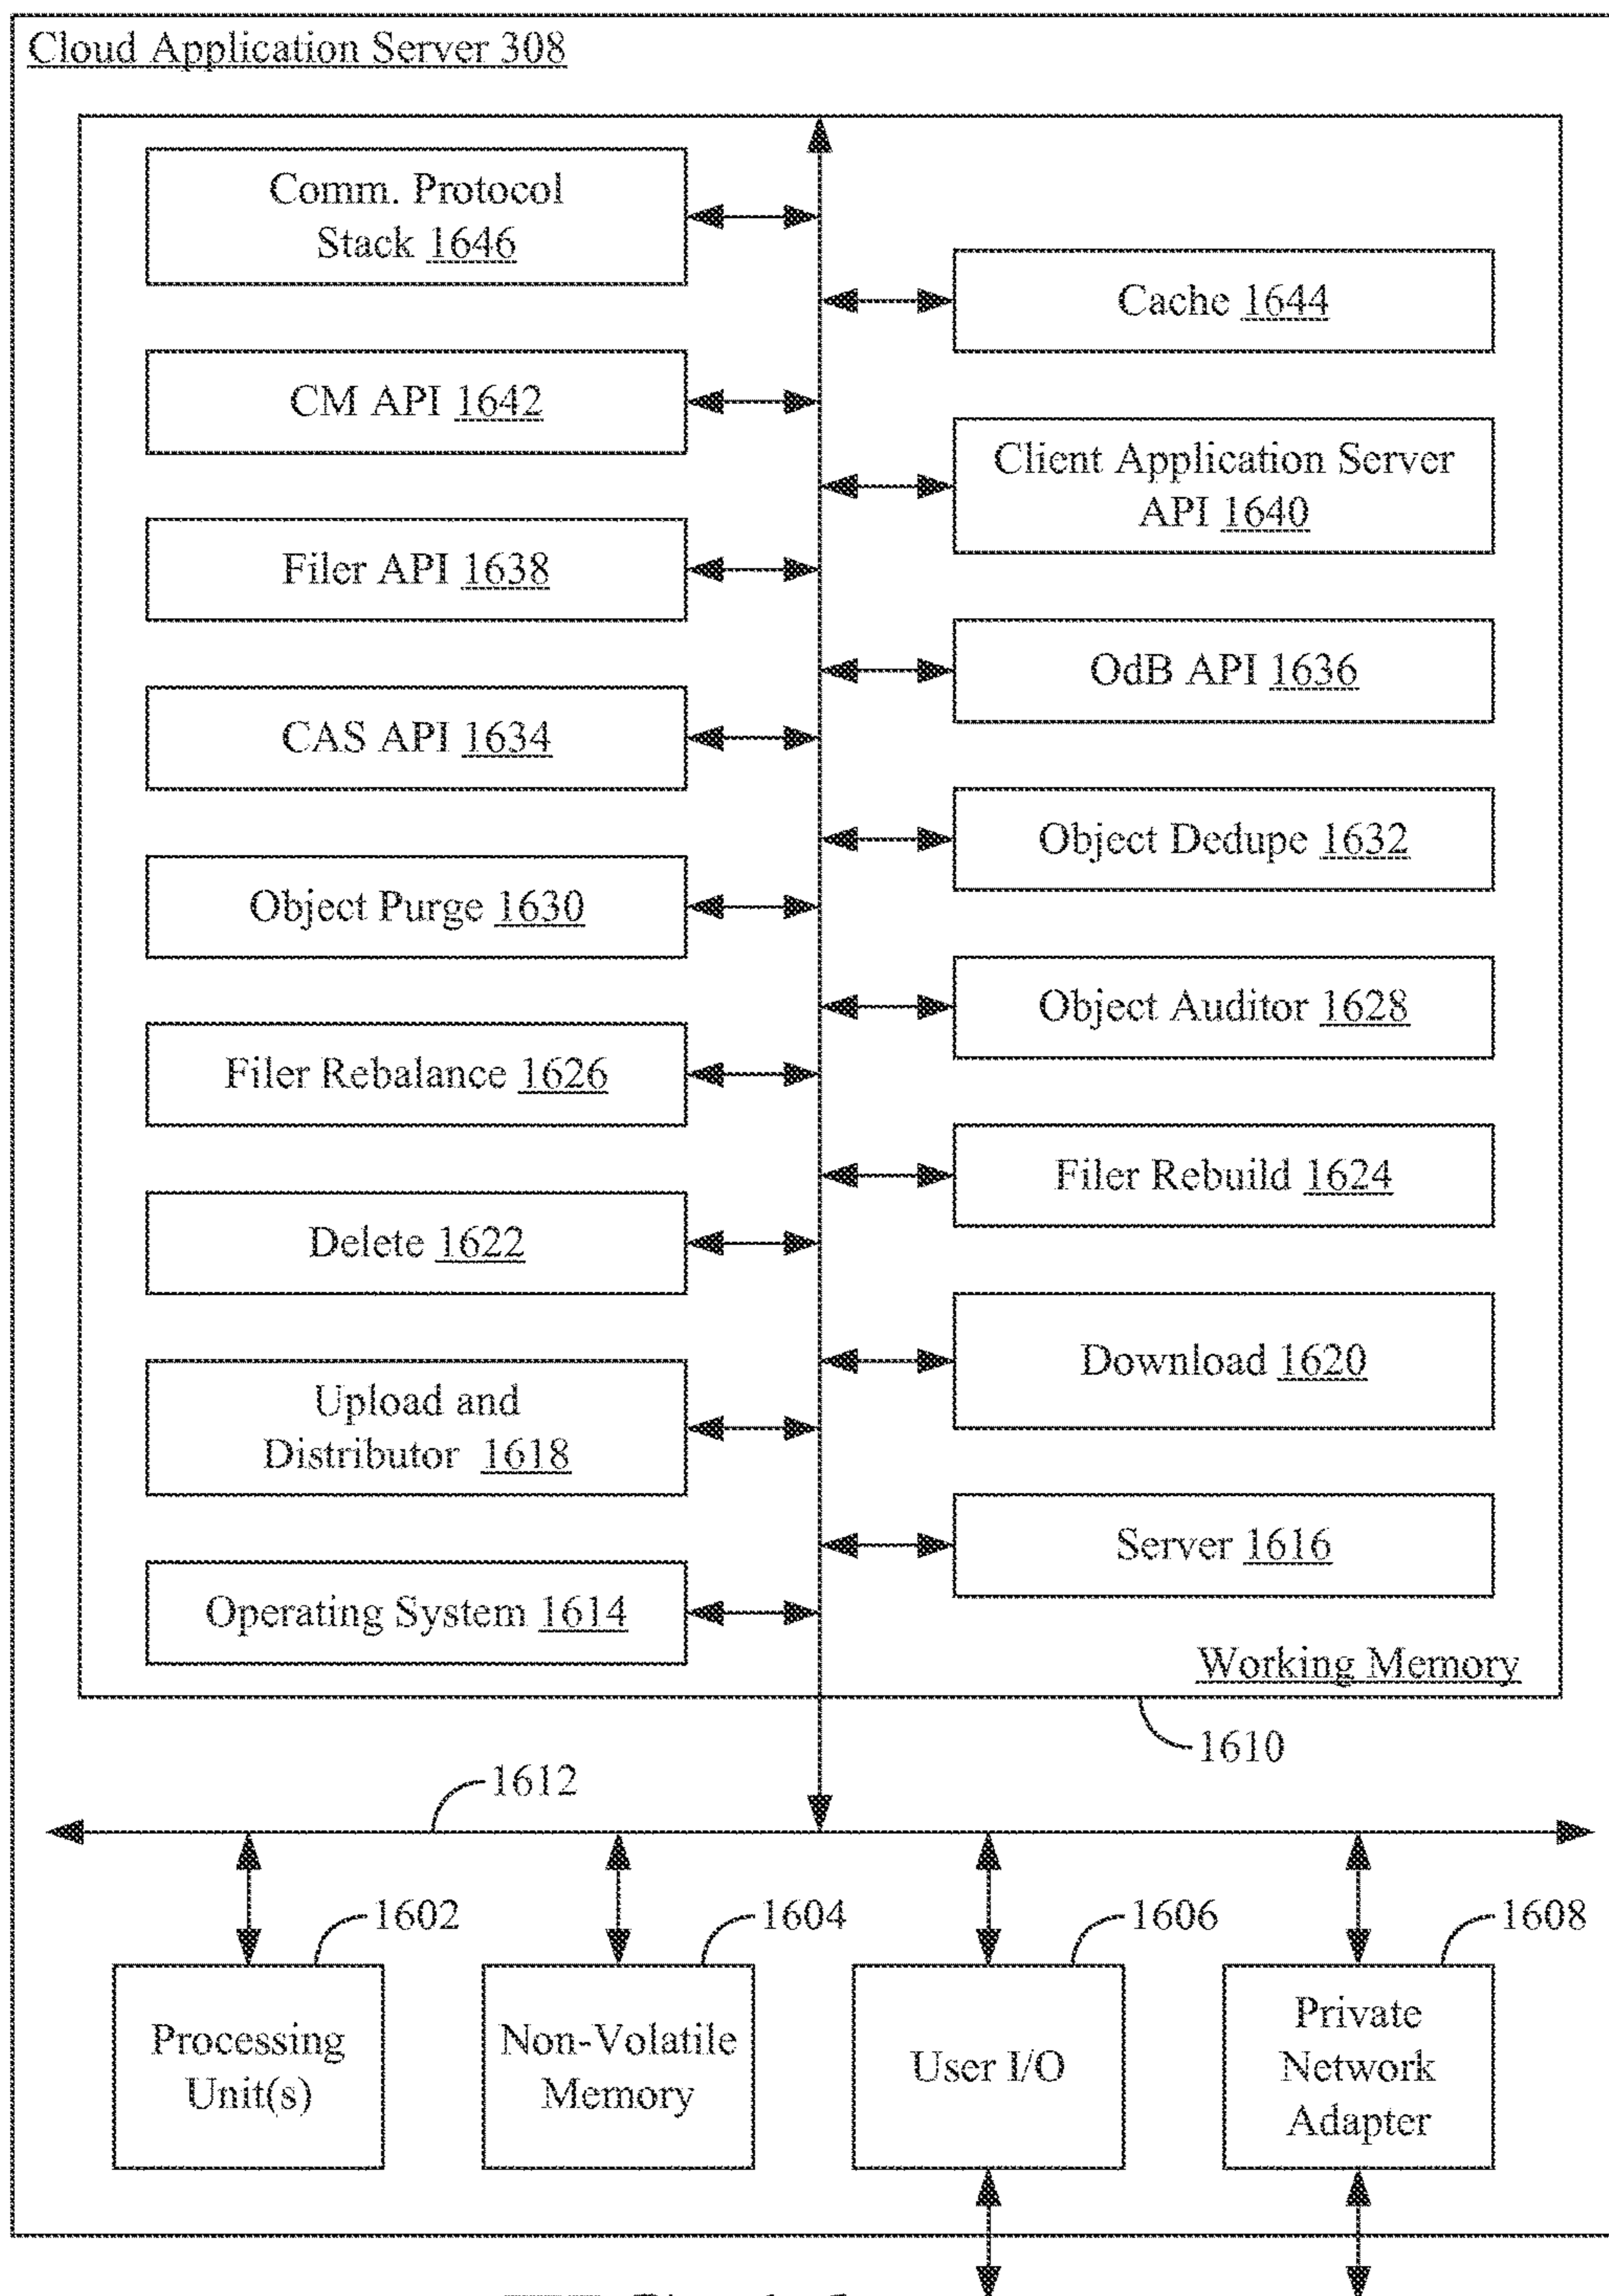 Cloud Application Server 308
Comm. Protocol
Stack 1646
Cache 1644
CM API 1642
Client Application Server
API 1640
Filer API 1638
OdB API 1636
CAS API 1634
Object Dedupe 1632
Object Purge 1630
Object Auditor 1628
Filer Rebalance 1626
Filer Rebuild 1624
Delete 1622
Download 1620
Upload and
Distributor 1618
Server 1616
Operating System 1614
Working Memory
1610
1612
1602
1604
1606
1608
Processing
Unit(s)
Non-Volatile
Memory
User I/O
Private
Network
Adapter